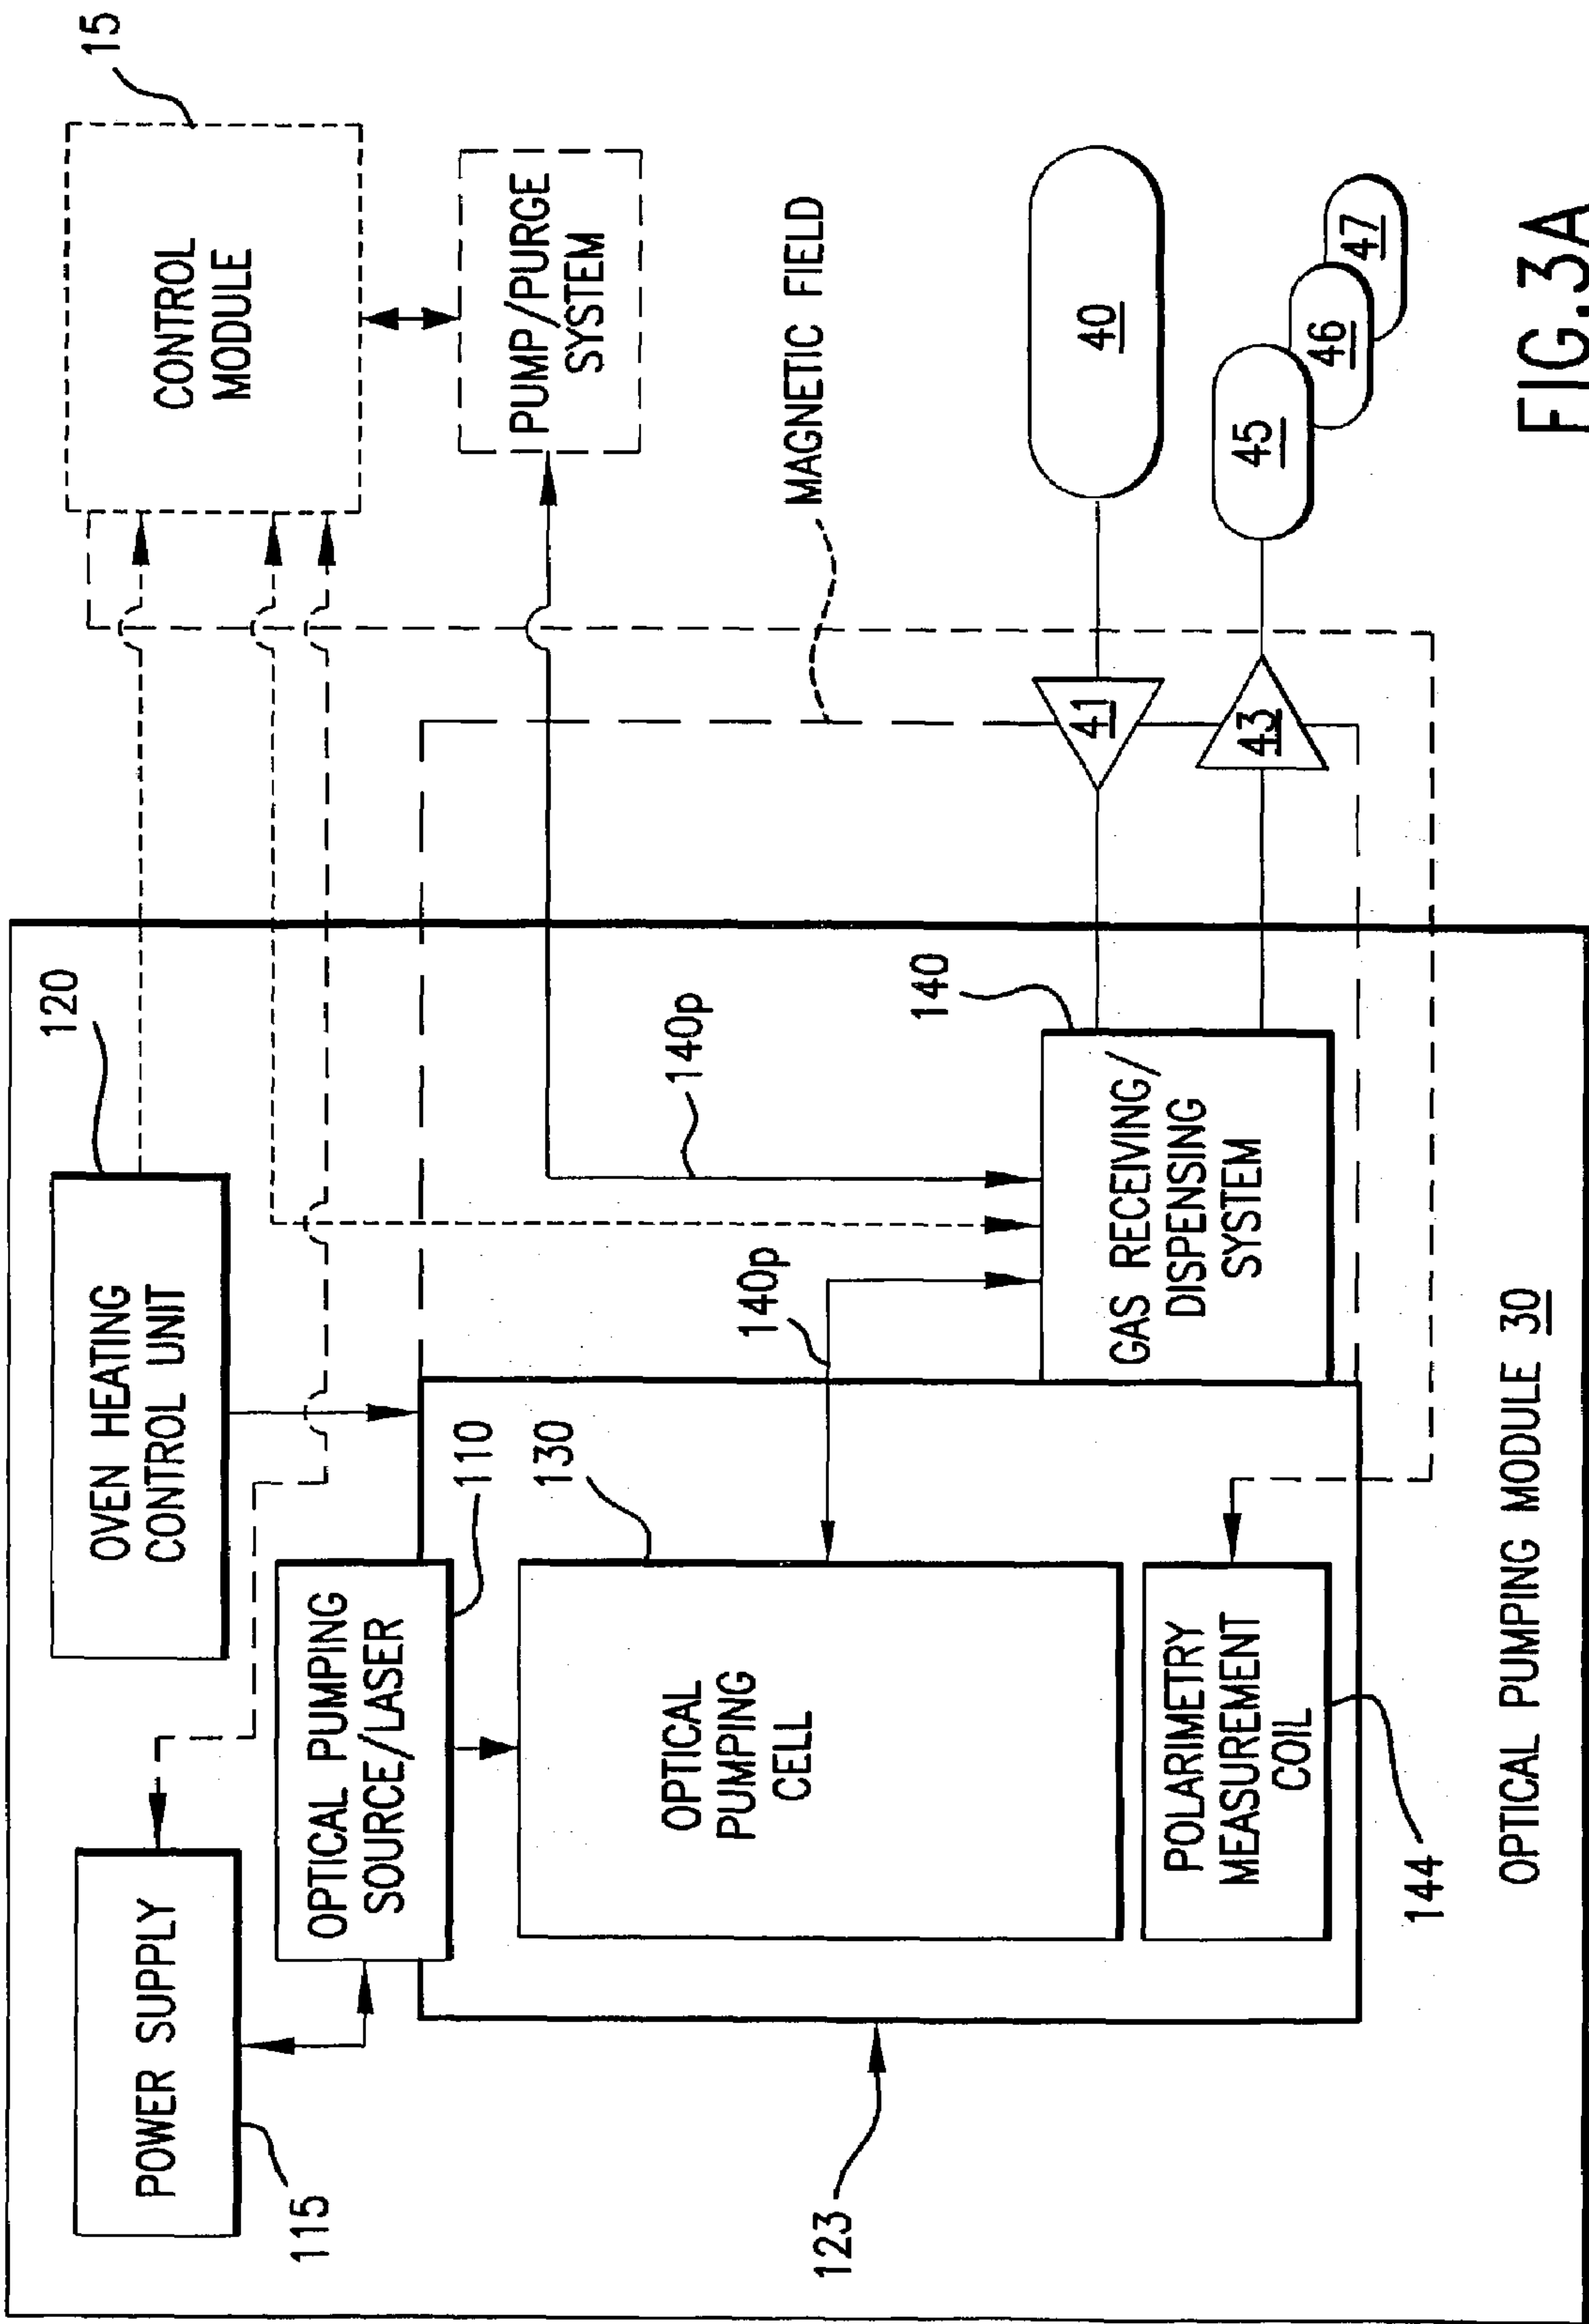 15
CONTROL
MODULE
PUMP/PURGE
SYSTEM
MAGNETIC FIELD
40
41
43
45
46
47
120
OVEN HEATING
CONTROL UNIT
140p
140p
140
GAS RECEIVING/
DISPENSING
SYSTEM
POWER SUPPLY
115
OPTICAL PUMPING
SOURCE/LASER
110
130
OPTICAL
PUMPING
CELL
POLARIMETRY
MEASUREMENT
COIL
144
123
OPTICAL PUMPING MODULE 30
FIG.3A